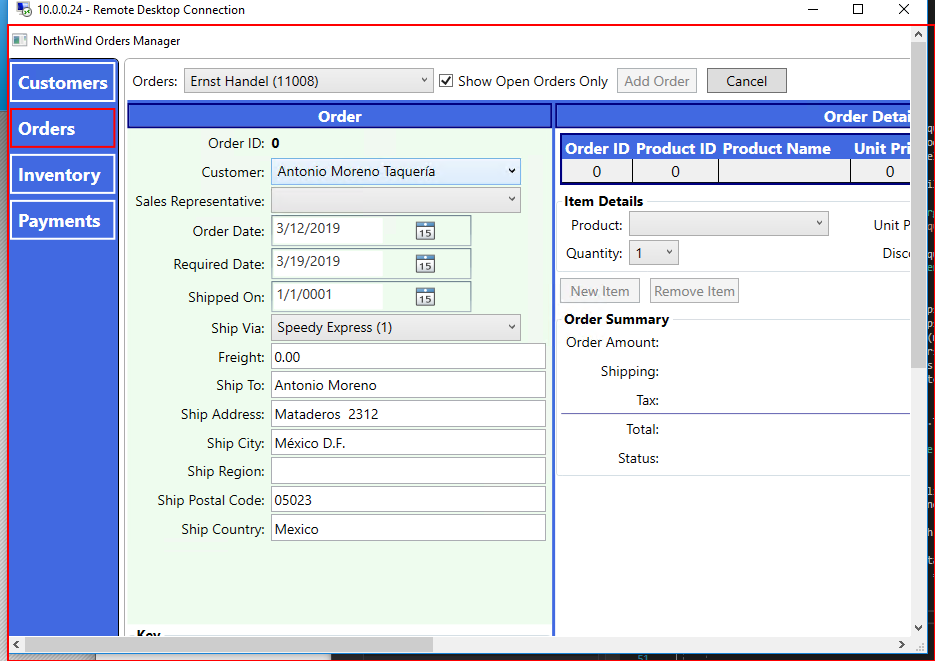 10.0.0.24 - Remote Desktop Connection
NorthWind Orders Manager
Customers
Orders
Inventory
Payments
Orders: Ernst Handel (11008) Show Open Orders Only Add Order Cancel
Order
Order ID: 0
Customer: Antonio Moreno Taquería
Sales Representative:
Order Date: 3/12/2019 15
Required Date: 3/19/2019 15
Shipped On: 1/1/0001 15
Ship Via: Speedy Express (1)
Freight: 0.00
Ship To: Antonio Moreno
Ship Address: Mataderos  2312
Ship City: México D.F.
Ship Region:
Ship Postal Code: 05023
Ship Country: Mexico
Key
Order Detai
Order ID Product ID Product Name Unit Pri
0 0 0
Item Details
Product: Unit P
Quantity: 1 Disc
New Item Remove Item
Order Summary
Order Amount:
Shipping:
Tax:
Total:
Status:
51